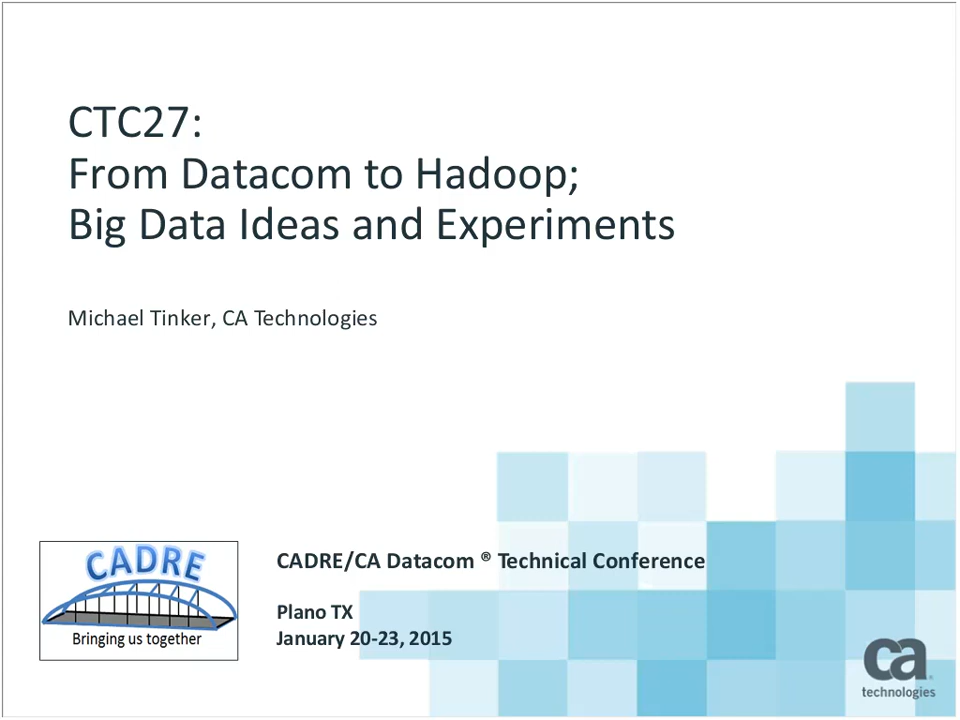 CTC27:
From Datacom to Hadoop;
Big Data Ideas and Experiments
Michael Tinker, CA Technologies
CADRE
Bringing us together
CADRE/CA Datacom ® Technical Conference
Plano TX
January 20-23, 2015
ca
technologies